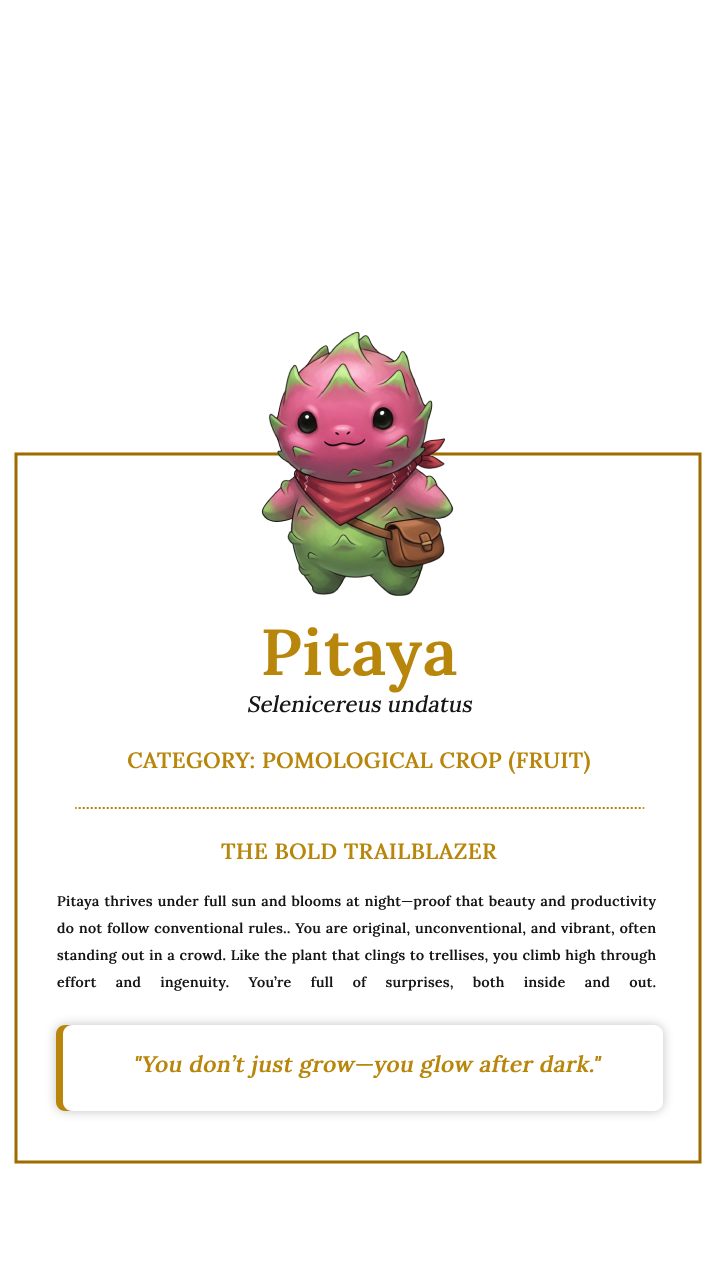 Pitaya
Selenicereus undatus
CATEGORY: POMOLOGICAL CROP (FRUIT)
THE BOLD TRAILBLAZER
Pitaya thrives under full sun and blooms at night—proof that beauty and productivity
do not follow conventional rules.. You are original, unconventional, and vibrant, often
standing out in a crowd. Like the plant that clings to trellises, you climb high through
effort and ingenuity. You’re full of surprises, both inside and out.
"You don’t just grow—you glow after dark."